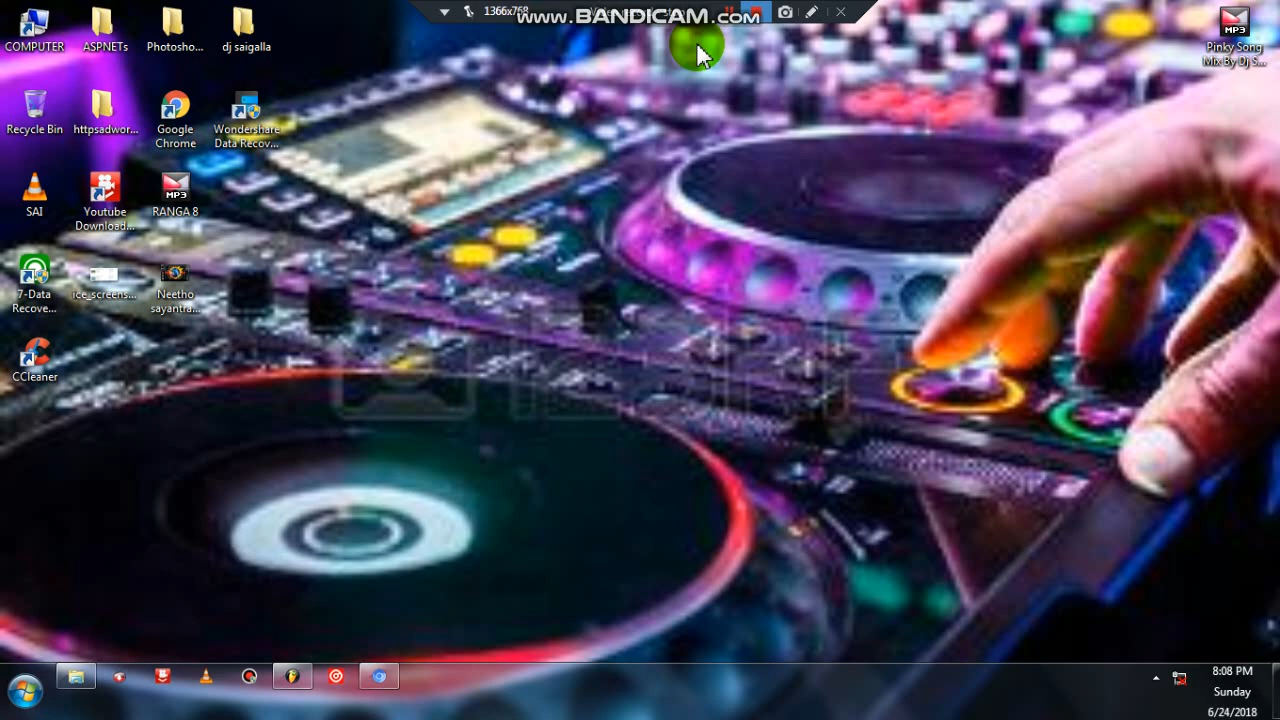 1366x768
www.BANDICAM.com
COMPUTER
ASPNETs
Photosho...
dj saigalla
Pinky Song
Mix By Dj S...
Recycle Bin
httpsadwor...
Google
Chrome
Wondershare
Data Recov...
SAI
Youtube
Download...
MP3
RANGA 8
7-Data
Recove...
ice_screens...
Neetho
sayantra...
CCleaner
MP3
8:08 PM
Sunday
6/24/2018